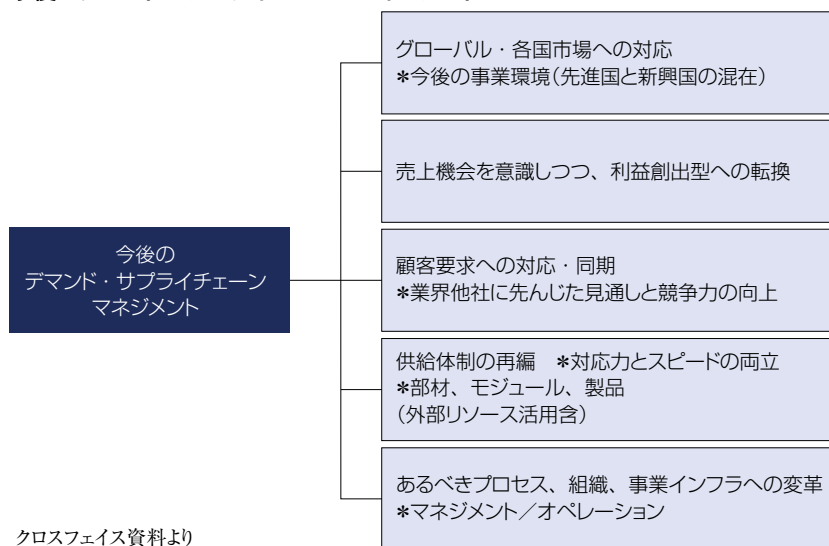 今後の
デマンド・サプライチェーン
マネジメント
グローバル・各国市場への対応
*今後の事業環境(先進国と新興国の混在)
売上機会を意識しつつ、利益創出型への転換
顧客要求への対応・同期
*業界他社に先んじた見通しと競争力の向上
供給体制の再編 *対応力とスピードの両立
*部材、モジュール、製品
(外部リソース活用含)
あるべきプロセス、組織、事業インフラへの変革
*マネジメント/オペレーション
クロスフェイス資料より